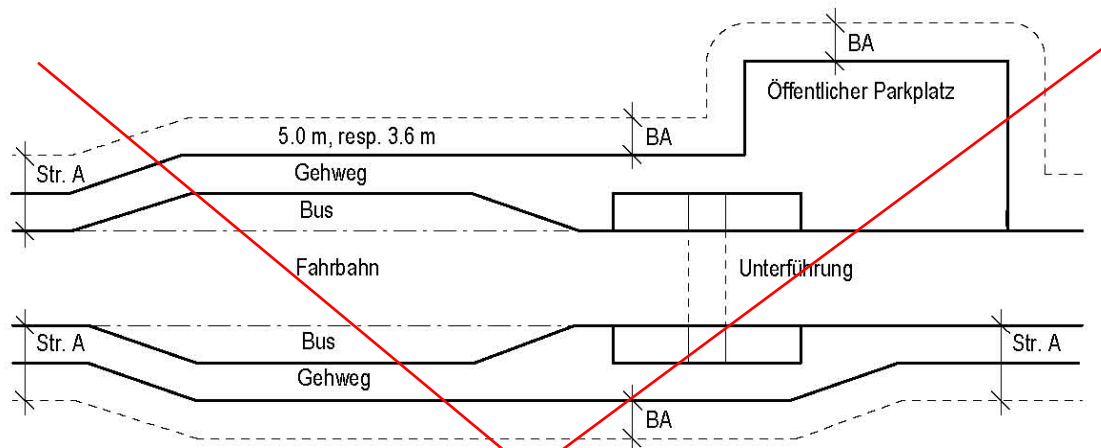 BA
Öffentlicher Parkplatz
5.0 m, resp. 3.6 m
BA
Str. A
Gehweg
Bus
Fahrbahn
Unterführung
Str. A
Bus
Str. A
Gehweg
BA